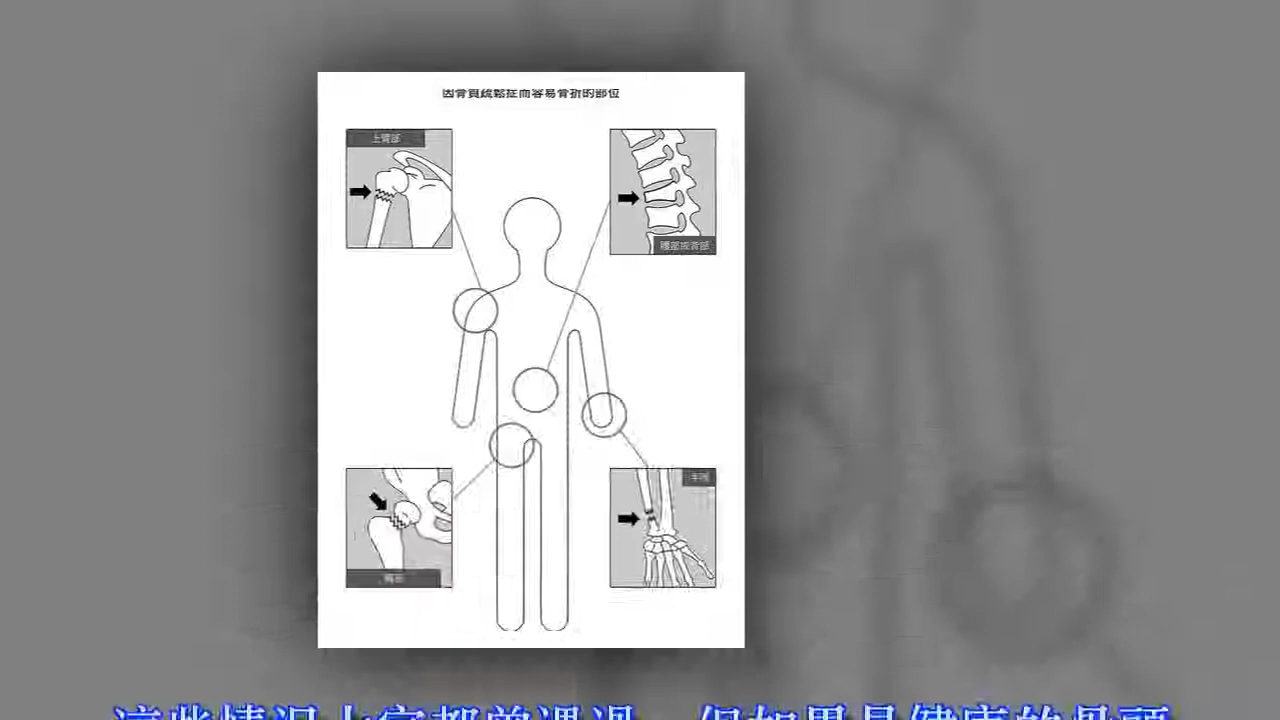 因骨質疏鬆症而容易骨折的部位
上臂部
腰部或背部
手腕
這些情況大家都曾遇過 但如果是健康的骨頭